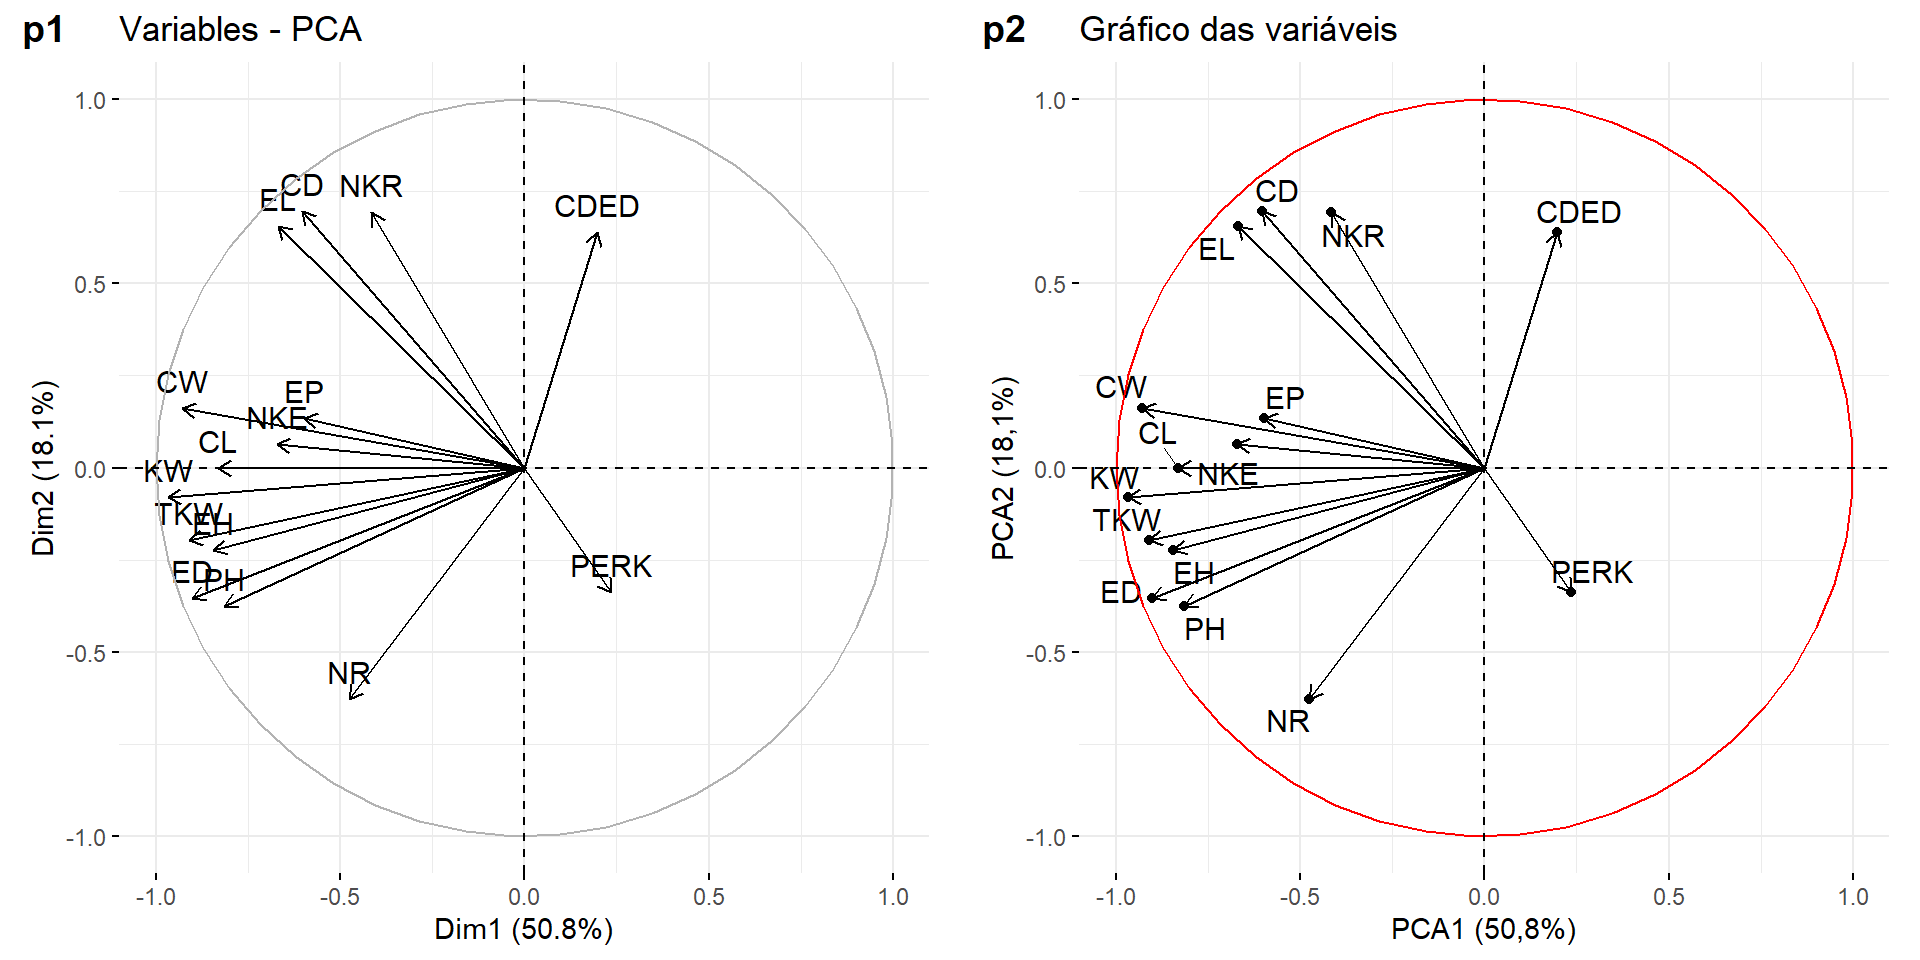 p1
Variables - PCA
1.0
0.5
0.0
-0.5
-1.0
Dim2 (18.1%)
CD
NKR
EL
CDED
CW
EP
NKE
CL
KW
TKW
EH
ED
PH
PERK
NR
-1.0
-0.5
0.0
0.5
1.0
Dim1 (50.8%)
p2
Gráfico das variáveis
1.0
0.5
0.0
-0.5
-1.0
PCA2 (18,1%)
CD
CDED
NKR
EL
CW
EP
CL
NKE
KW
TKW
EH
PERK
ED
PH
NR
-1.0
-0.5
0.0
0.5
1.0
PCA1 (50,8%)